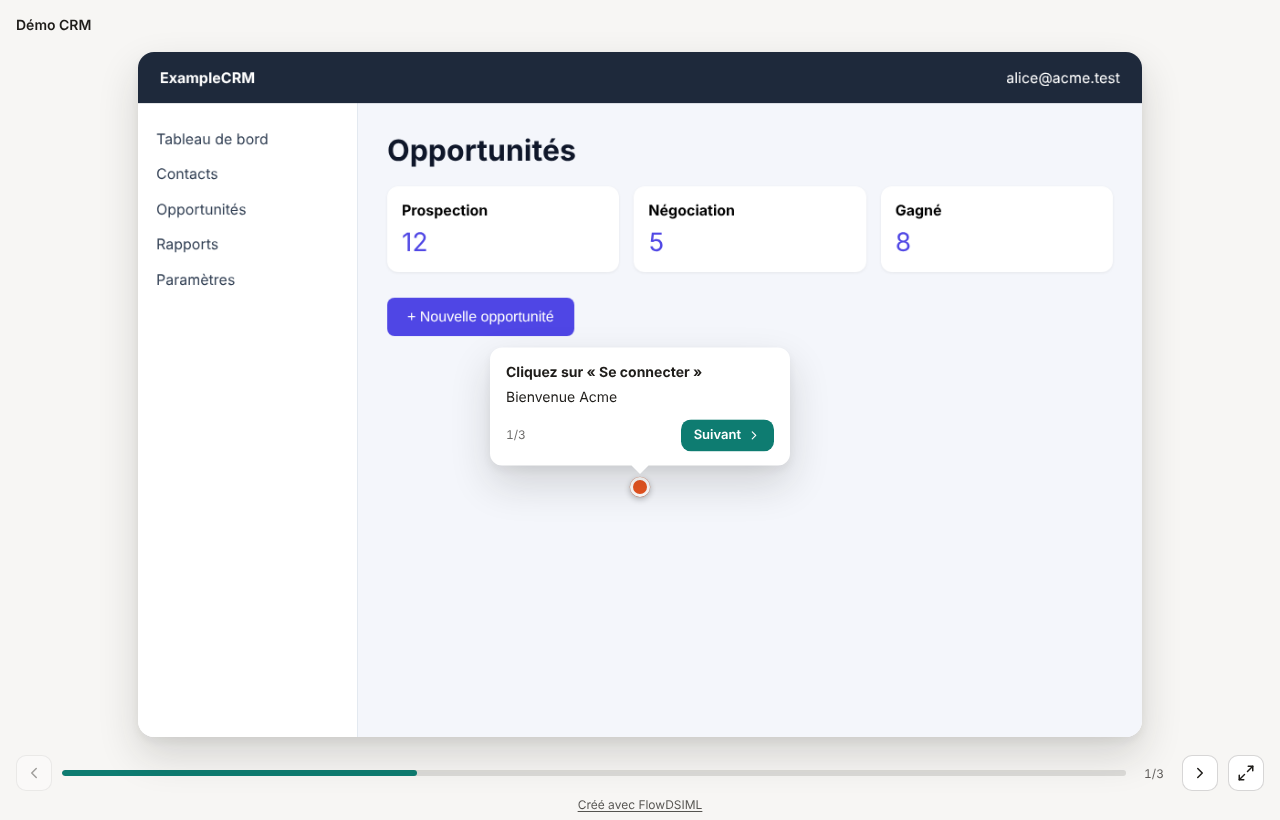 Démo CRM
ExampleCRM
alice@acme.test
Tableau de bord
Contacts
Opportunités
Rapports
Paramètres
Opportunités
Prospection
12
Négociation
5
Gagné
8
+ Nouvelle opportunité
Cliquez sur « Se connecter »
Bienvenue Acme
1/3
Suivant
1/3
Créé avec FlowDSIML